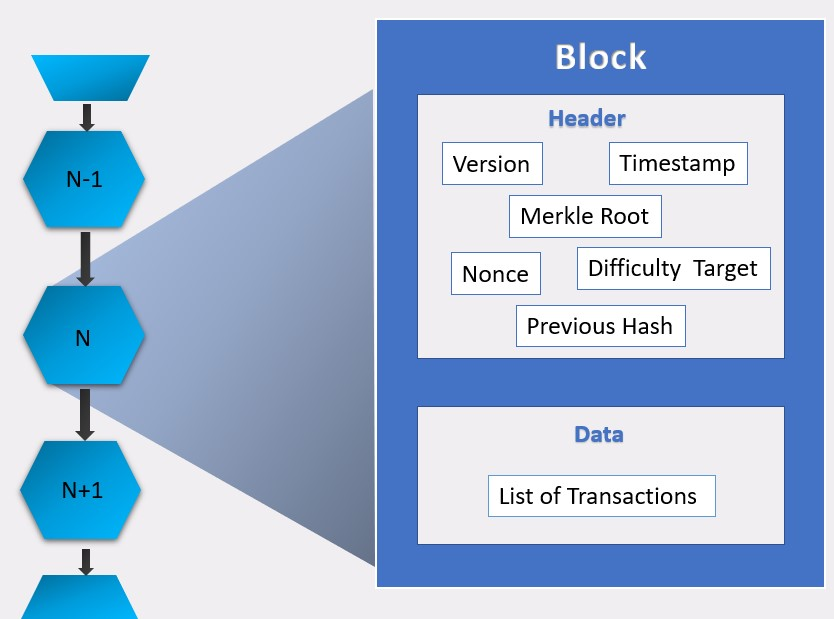 N-1
N
N+1
Block
Header
Version
Timestamp
Merkle Root
Nonce
Difficulty Target
Previous Hash
Data
List of Transactions